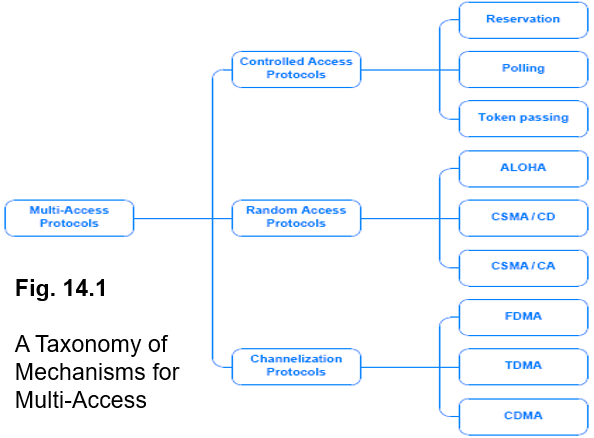 Reservation
Controlled Access
Protocols
Polling
Token passing
ALOHA
Multi-Access
Protocols
Random Access
Protocols
CSMA / CD
CSMA / CA
Fig. 14.1
A Taxonomy of
Mechanisms for
Multi-Access
FDMA
Channelization
Protocols
TDMA
CDMA